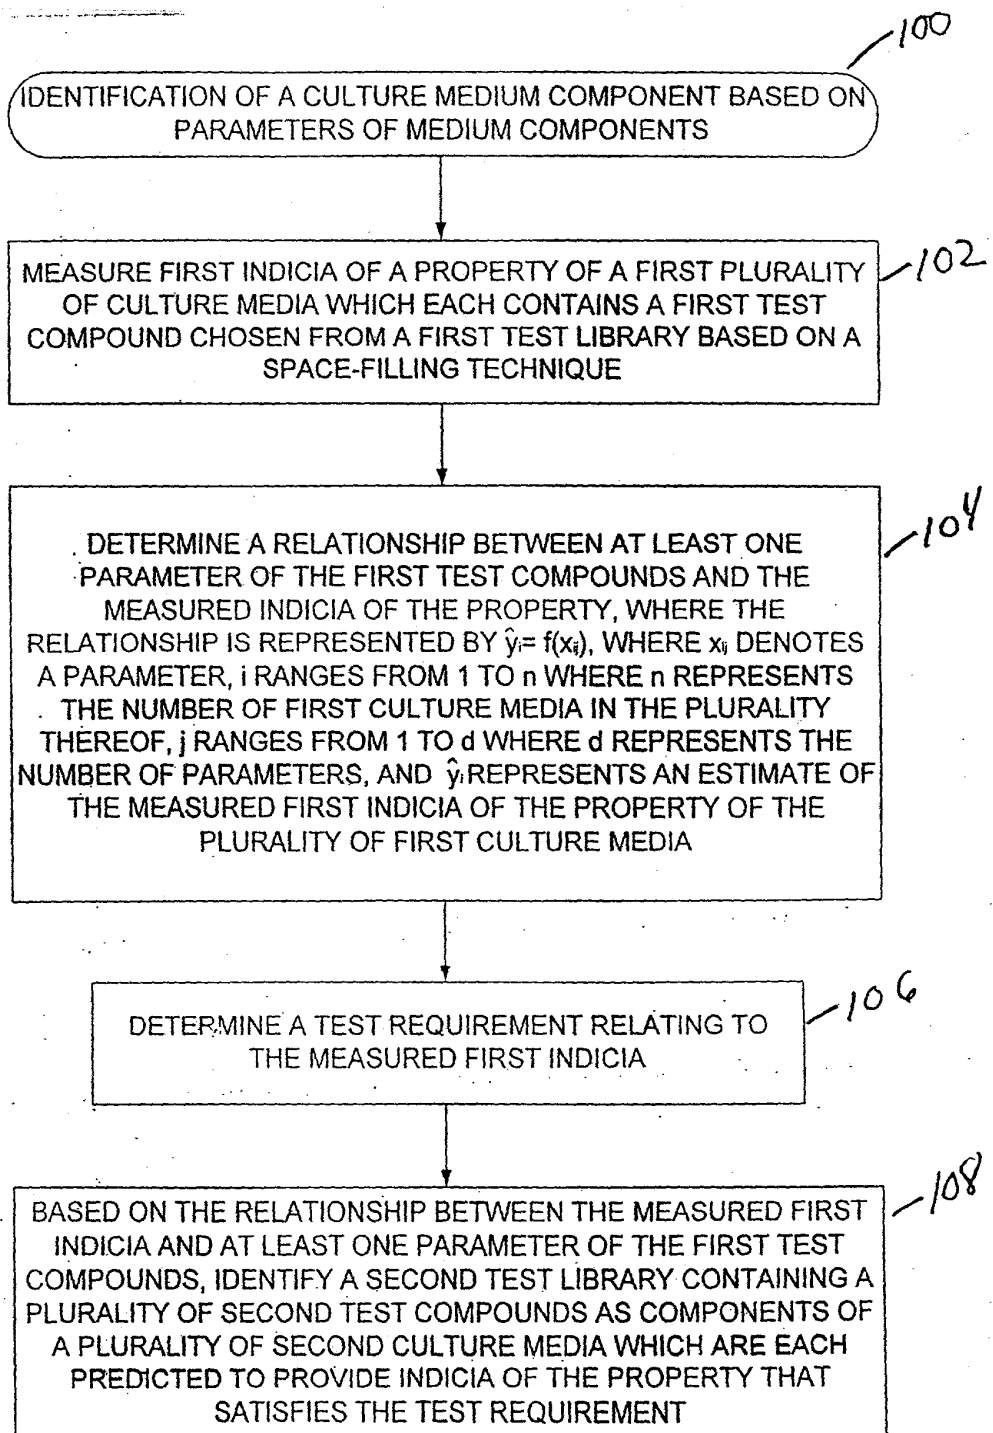 100
IDENTIFICATION OF A CULTURE MEDIUM COMPONENT BASED ON
PARAMETERS OF MEDIUM COMPONENTS
102
MEASURE FIRST INDICIA OF A PROPERTY OF A FIRST PLURALITY
OF CULTURE MEDIA WHICH EACH CONTAINS A FIRST TEST
COMPOUND CHOSEN FROM A FIRST TEST LIBRARY BASED ON A
SPACE-FILLING TECHNIQUE
104
DETERMINE A RELATIONSHIP BETWEEN AT LEAST ONE
PARAMETER OF THE FIRST TEST COMPOUNDS AND THE
MEASURED INDICIA OF THE PROPERTY, WHERE THE
RELATIONSHIP IS REPRESENTED BY ŷᵢ= f(xᵢⱼ), WHERE xᵢⱼ DENOTES
A PARAMETER, i RANGES FROM 1 TO n WHERE n REPRESENTS
THE NUMBER OF FIRST CULTURE MEDIA IN THE PLURALITY
THEREOF, j RANGES FROM 1 TO d WHERE d REPRESENTS THE
NUMBER OF PARAMETERS, AND ŷᵢ REPRESENTS AN ESTIMATE OF
THE MEASURED FIRST INDICIA OF THE PROPERTY OF THE
PLURALITY OF FIRST CULTURE MEDIA
106
DETERMINE A TEST REQUIREMENT RELATING TO
THE MEASURED FIRST INDICIA
108
BASED ON THE RELATIONSHIP BETWEEN THE MEASURED FIRST
INDICIA AND AT LEAST ONE PARAMETER OF THE FIRST TEST
COMPOUNDS, IDENTIFY A SECOND TEST LIBRARY CONTAINING A
PLURALITY OF SECOND TEST COMPOUNDS AS COMPONENTS OF
A PLURALITY OF SECOND CULTURE MEDIA WHICH ARE EACH
PREDICTED TO PROVIDE INDICIA OF THE PROPERTY THAT
SATISFIES THE TEST REQUIREMENT